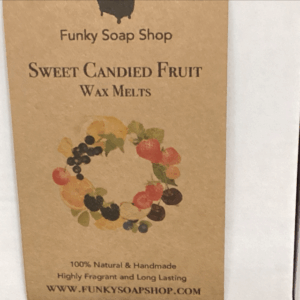 Funky Soap Shop
Sweet Candied Fruit
Wax Melts
100% Natural & Handmade
Highly Fragrant and Long Lasting
www.funkysoapshop.com